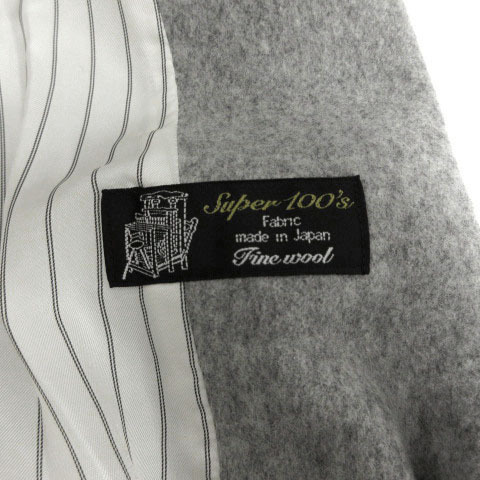 Super 100's
Fabric
made in Japan
Fine wool